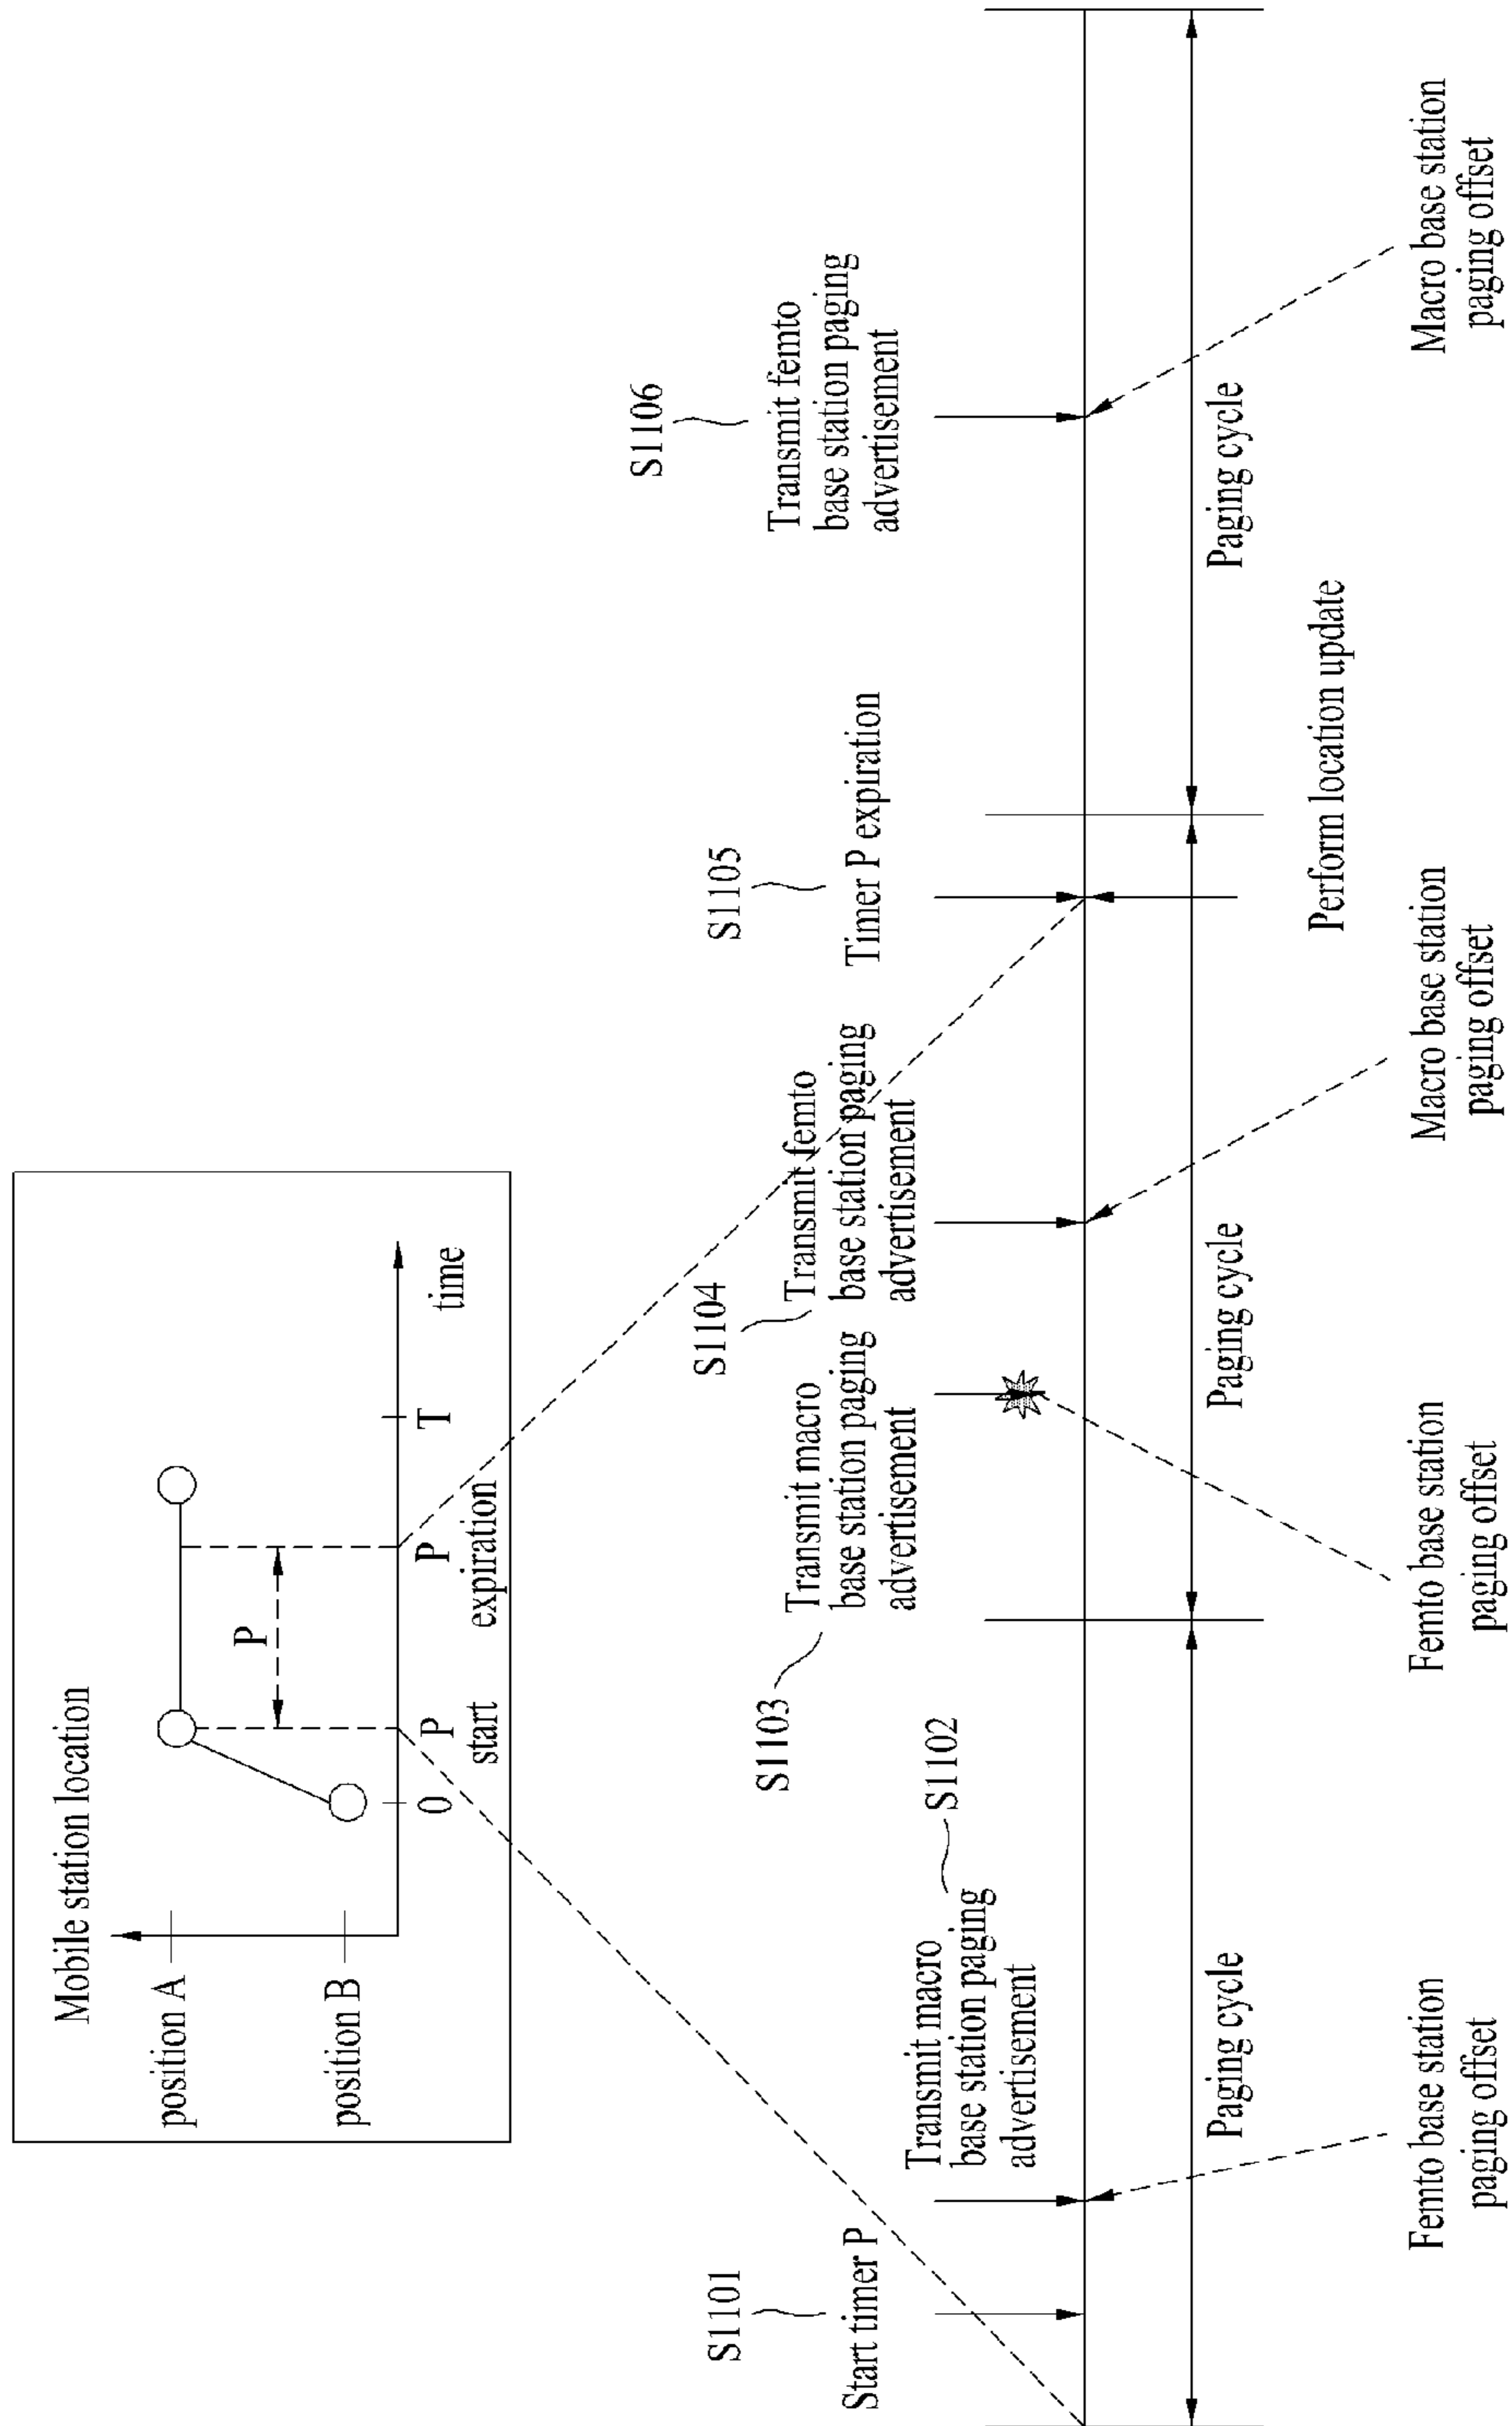 Mobile station location
position A
position B
P
0
P
start
P
expiration
T
time
S1101
Start timer P
S1102
Transmit macro
base station paging
advertisement
S1103
Transmit macro
base station paging
advertisement
S1104
Transmit femto
base station paging
advertisement
S1105
Timer P expiration
S1106
Transmit femto
base station paging
advertisement
Paging cycle
Paging cycle
Paging cycle
Perform location update
Femto base station
paging offset
Femto base station
paging offset
Macro base station
paging offset
Macro base station
paging offset